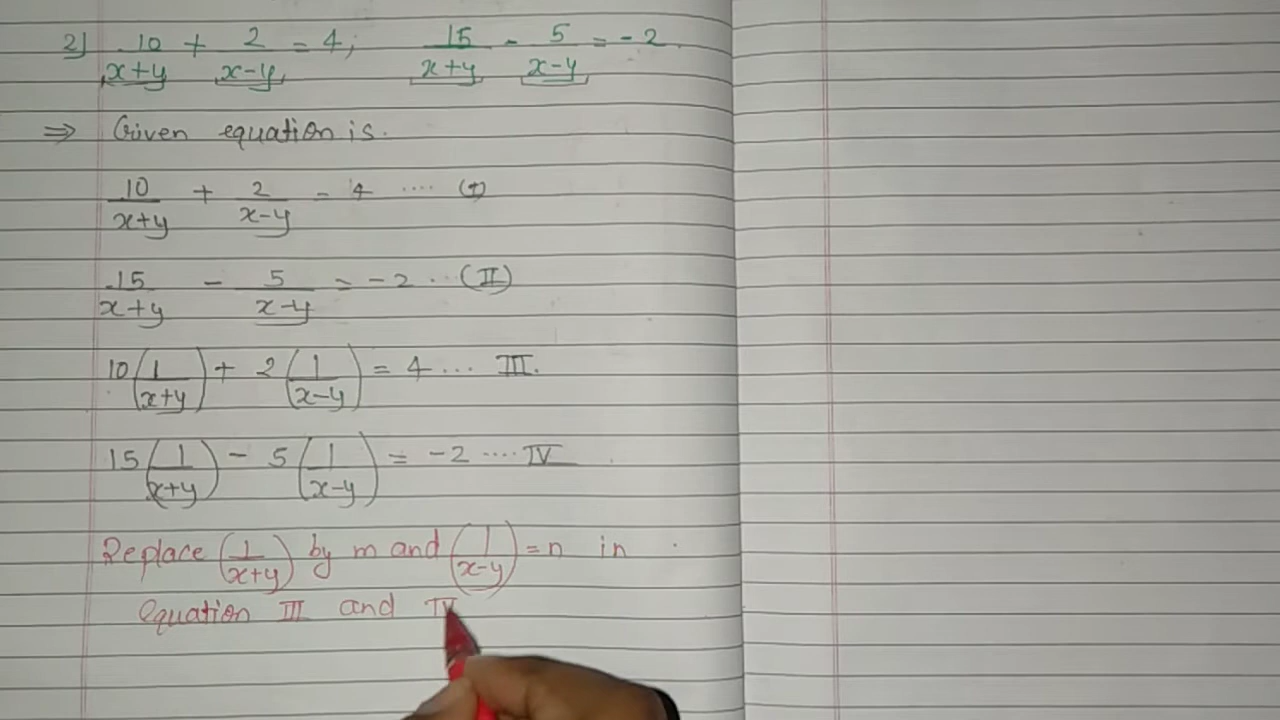 2) 10/(x+y) + 2/(x-y) = 4; 15/(x+y) - 5/(x-y) = -2.
⇒ Given equation is.
10/(x+y) + 2/(x-y) = 4 .... (I)
15/(x+y) - 5/(x-y) = -2 ... (II)
10(1/(x+y)) + 2(1/(x-y)) = 4 ... III.
15(1/(x+y)) - 5(1/(x-y)) = -2 .... IV
Replace (1/(x+y)) by m and (1/(x-y)) = n in
equation III and IV